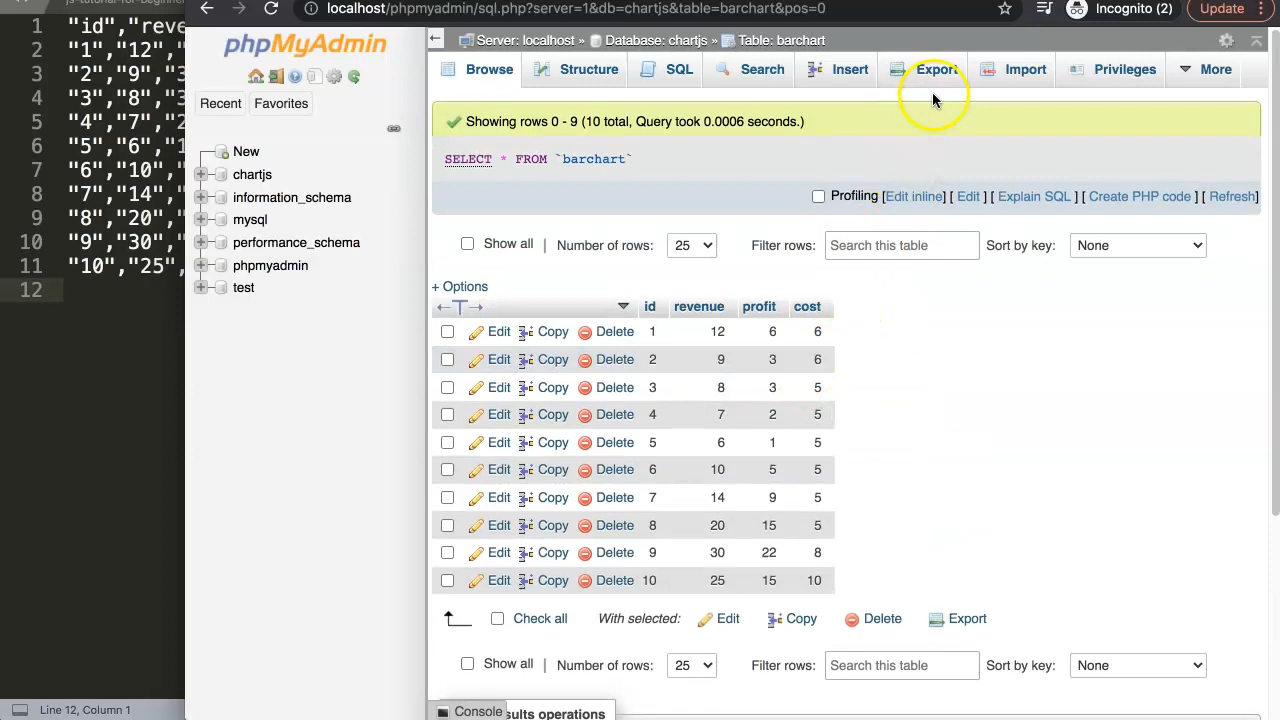 js-tutorial-for-beginner
1 "id","reve
2 "1","12","
3 "2","9","3
4 "3","8","3
5 "4","7","2
6 "5","6","1
7 "6","10",
8 "7","14",
9 "8","20",
10 "9","30",
11 "10","25",
12
Line 12, Column 1
localhost/phpmyadmin/sql.php?server=1&db=chartjs&table=barchart&pos=0 Incognito (2) Update
phpMyAdmin
Recent Favorites
New
chartjs
information_schema
mysql
performance_schema
phpmyadmin
test
Server: localhost » Database: chartjs » Table: barchart
Browse Structure SQL Search Insert Export Import Privileges More
Showing rows 0 - 9 (10 total, Query took 0.0006 seconds.)
SELECT * FROM `barchart`
Profiling [Edit inline] [ Edit ] [ Explain SQL ] [ Create PHP code ] [ Refresh]
Show all | Number of rows: 25 Filter rows: Search this table Sort by key: None
+ Options
←T→ id revenue profit cost
Edit Copy Delete 1 12 6 6
Edit Copy Delete 2 9 3 6
Edit Copy Delete 3 8 3 5
Edit Copy Delete 4 7 2 5
Edit Copy Delete 5 6 1 5
Edit Copy Delete 6 10 5 5
Edit Copy Delete 7 14 9 5
Edit Copy Delete 8 20 15 5
Edit Copy Delete 9 30 22 8
Edit Copy Delete 10 25 15 10
Check all With selected: Edit Copy Delete Export
Show all | Number of rows: 25 Filter rows: Search this table Sort by key: None
Console sults operations